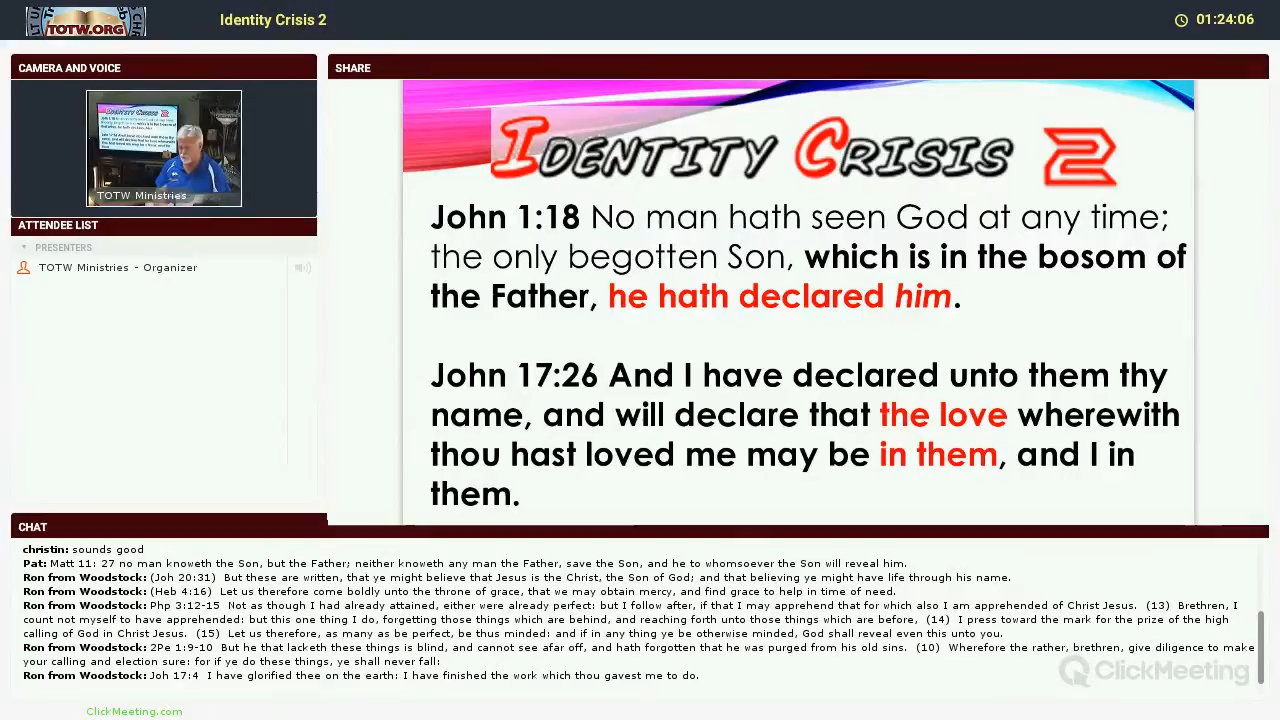 TOTW.ORG
Identity Crisis 2
01:24:06
CAMERA AND VOICE
SHARE
TOTW Ministries
ATTENDEE LIST
PRESENTERS
TOTW Ministries - Organizer
IDENTITY CRISIS 2
John 1:18 No man hath seen God at any time;
the only begotten Son, which is in the bosom of
the Father, he hath declared him.
John 17:26 And I have declared unto them thy
name, and will declare that the love wherewith
thou hast loved me may be in them, and I in
them.
CHAT
christin: sounds good
Pat: Matt 11: 27 no man knoweth the Son, but the Father; neither knoweth any man the Father, save the Son, and he to whomsoever the Son will reveal him.
Ron from Woodstock: (Joh 20:31) But these are written, that ye might believe that Jesus is the Christ, the Son of God; and that believing ye might have life through his name.
Ron from Woodstock: (Heb 4:16) Let us therefore come boldly unto the throne of grace, that we may obtain mercy, and find grace to help in time of need.
Ron from Woodstock: Php 3:12-15 Not as though I had already attained, either were already perfect: but I follow after, if that I may apprehend that for which also I am apprehended of Christ Jesus. (13) Brethren, I
count not myself to have apprehended: but this one thing I do, forgetting those things which are behind, and reaching forth unto those things which are before, (14) I press toward the mark for the prize of the high
calling of God in Christ Jesus. (15) Let us therefore, as many as be perfect, be thus minded: and if in any thing ye be otherwise minded, God shall reveal even this unto you.
Ron from Woodstock: 2Pe 1:9-10 But he that lacketh these things is blind, and cannot see afar off, and hath forgotten that he was purged from his old sins. (10) Wherefore the rather, brethren, give diligence to make
your calling and election sure: for if ye do these things, ye shall never fall:
Ron from Woodstock: Joh 17:4 I have glorified thee on the earth: I have finished the work which thou gavest me to do.
ClickMeeting
ClickMeeting.com